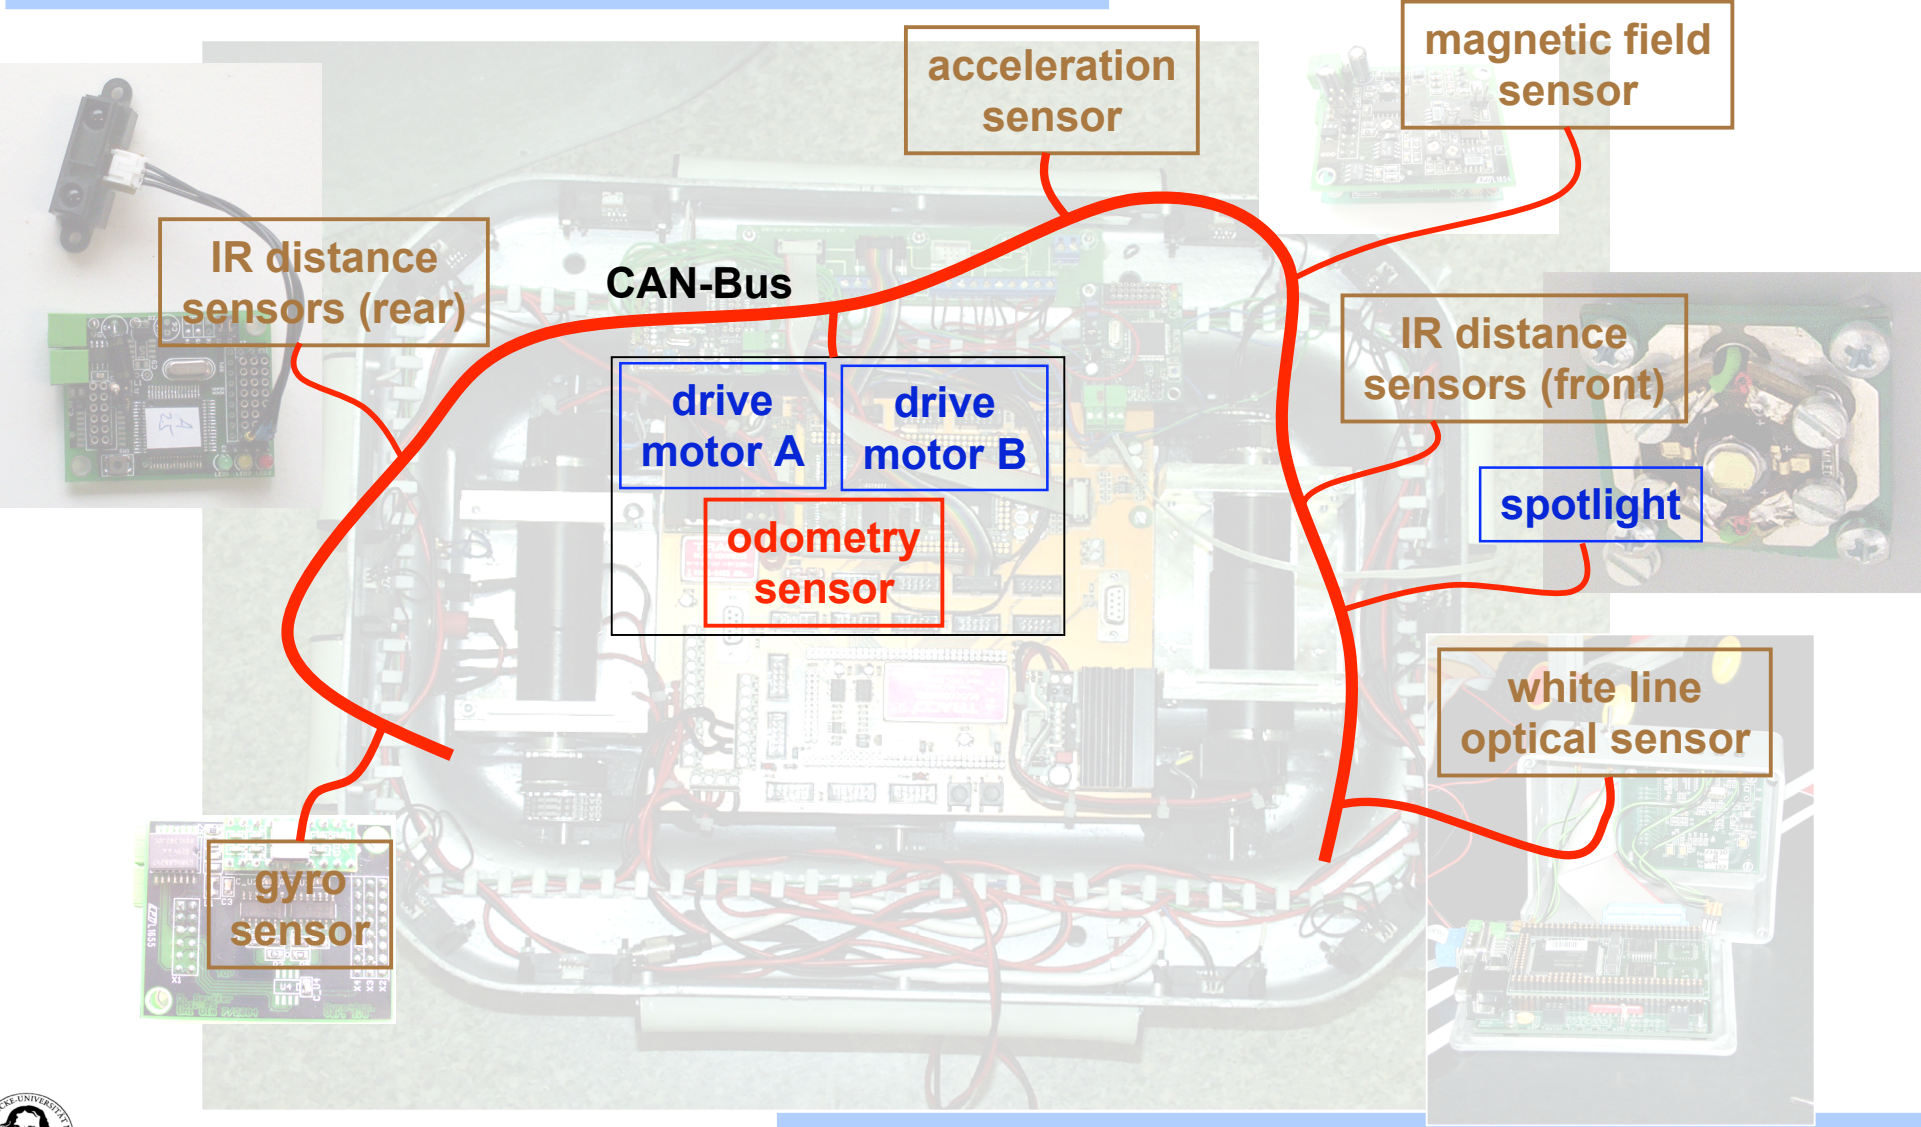 acceleration
sensor
magnetic field
sensor
IR distance
sensors (rear)
CAN-Bus
IR distance
sensors (front)
drive
motor A
drive
motor B
spotlight
odometry
sensor
white line
optical sensor
gyro
sensor